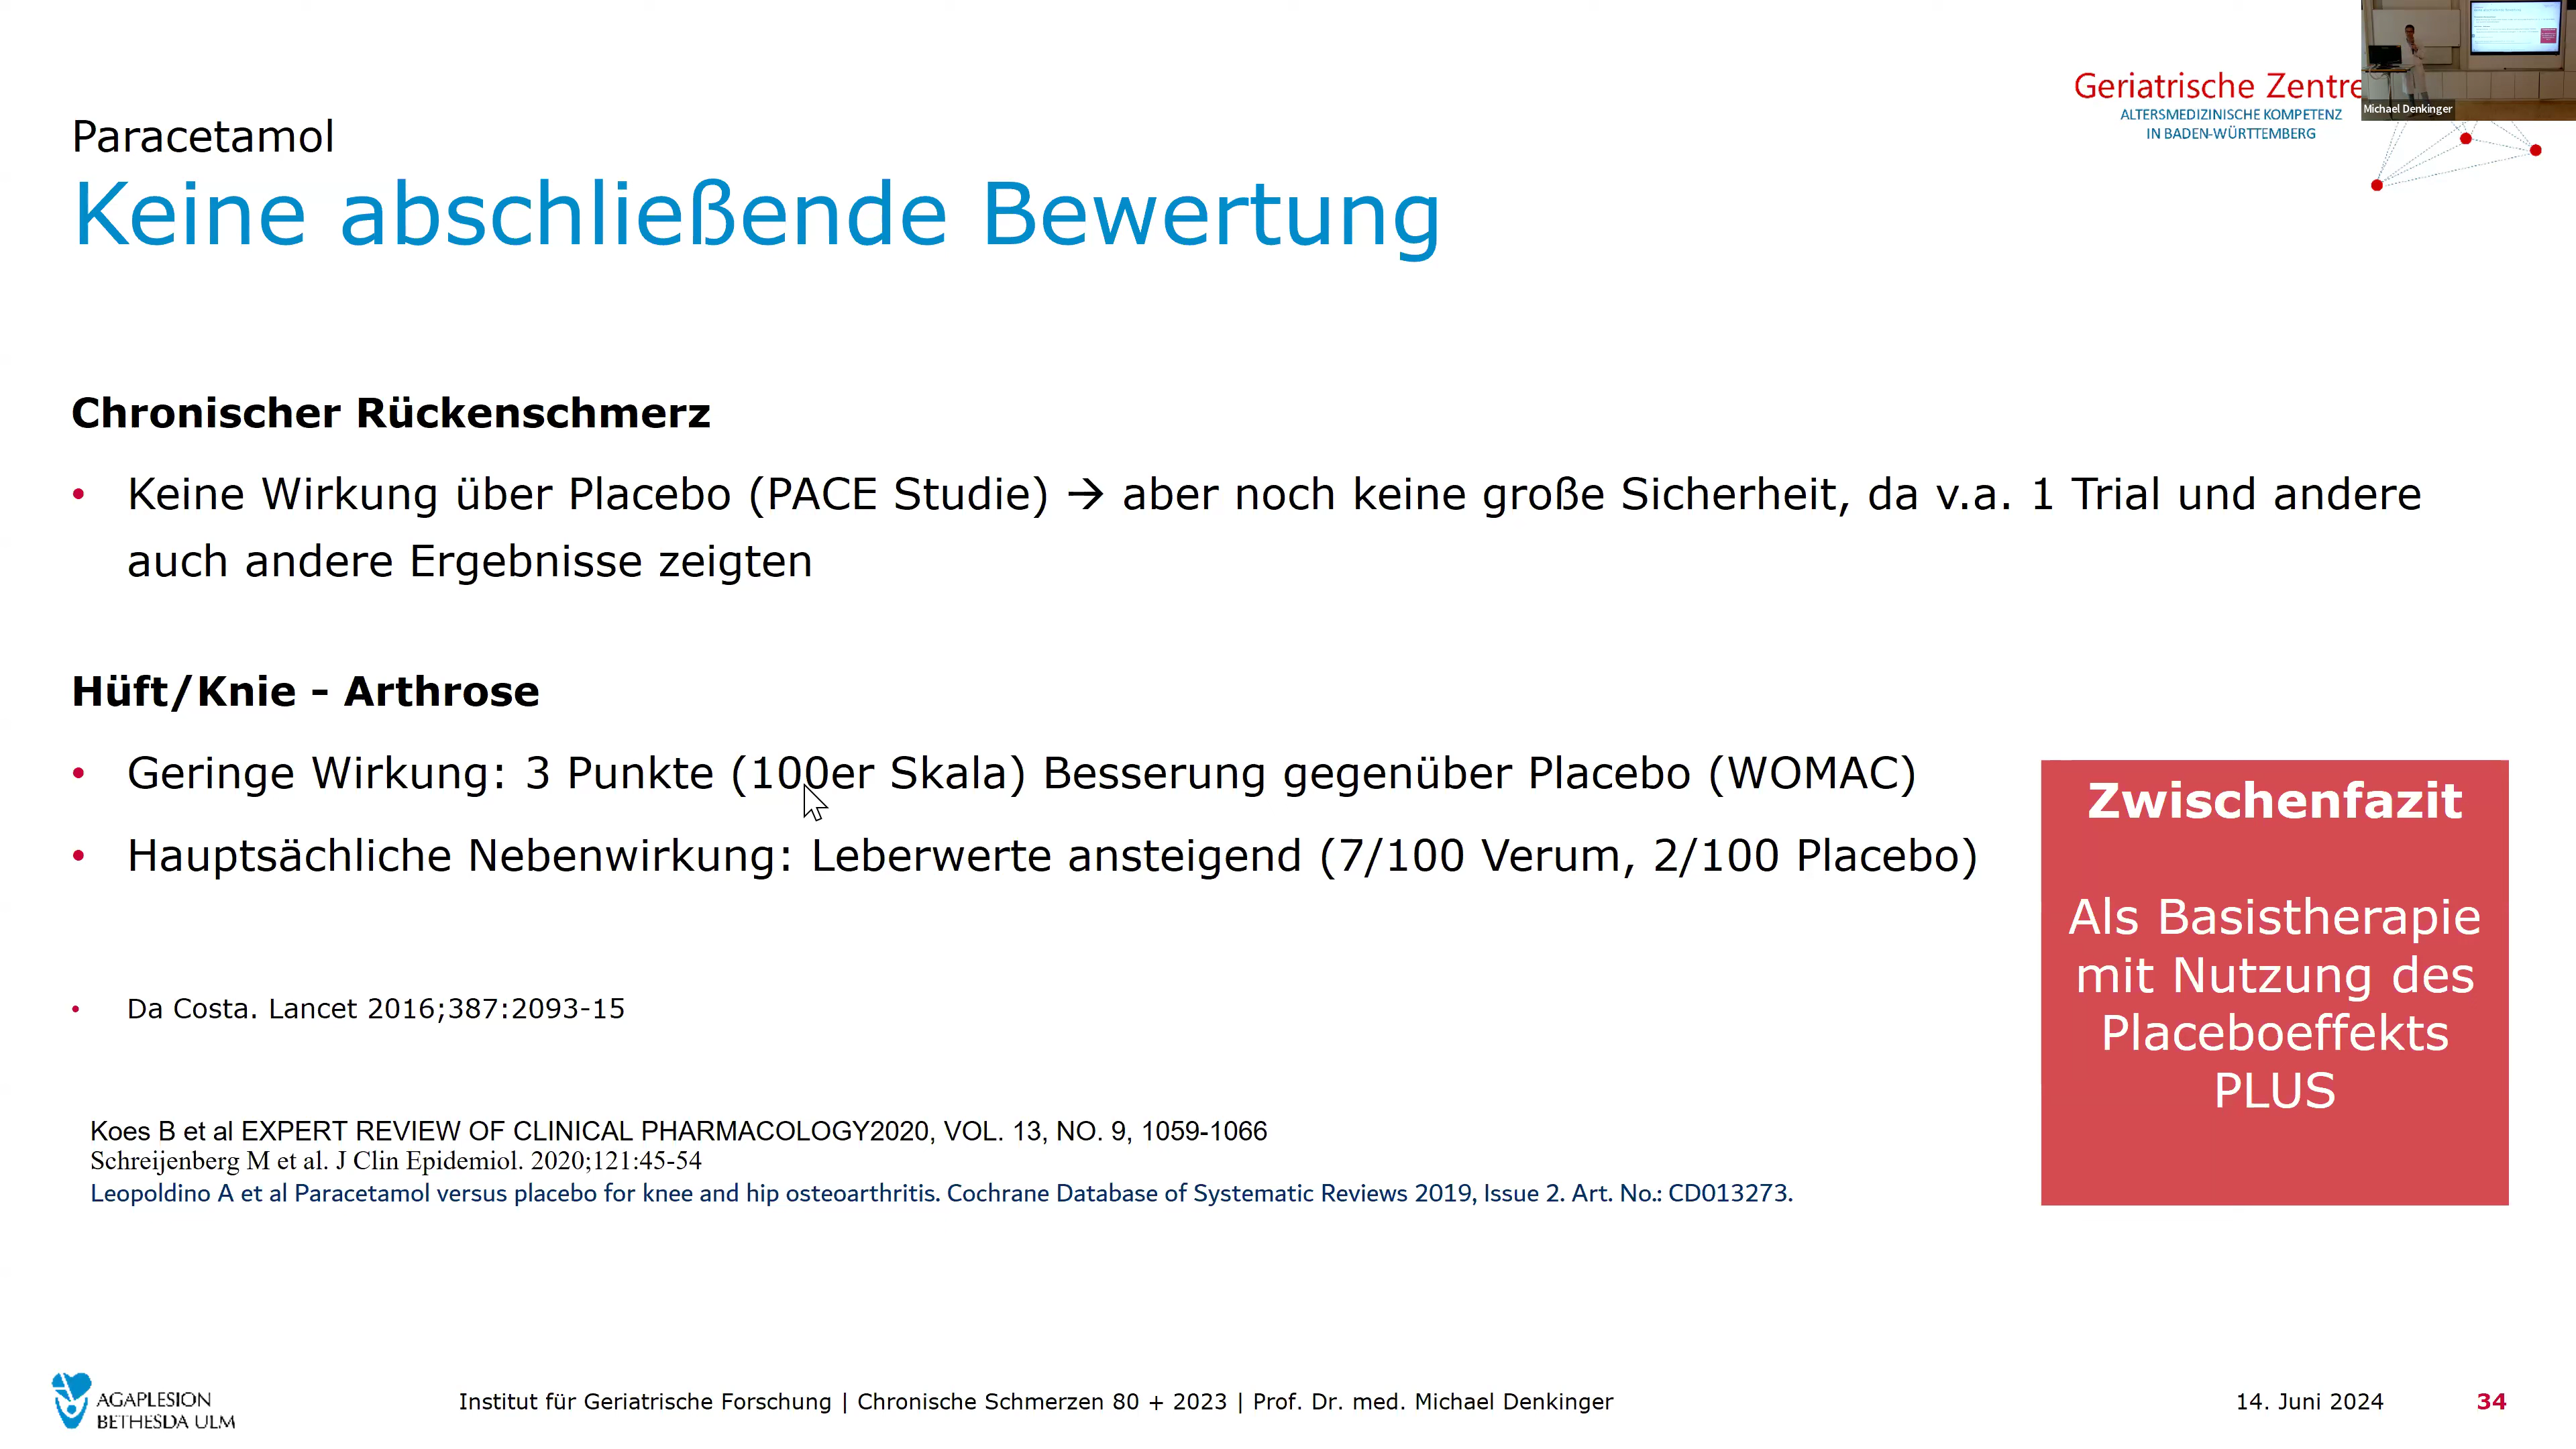 Geriatrische Zentre
ALTERSMEDIZINISCHE KOMPETENZ
IN BADEN-WÜRTTEMBERG
Michael Denkinger
Paracetamol
Keine abschließende Bewertung
Chronischer Rückenschmerz
• Keine Wirkung über Placebo (PACE Studie) → aber noch keine große Sicherheit, da v.a. 1 Trial und andere
auch andere Ergebnisse zeigten
Hüft/Knie - Arthrose
• Geringe Wirkung: 3 Punkte (100er Skala) Besserung gegenüber Placebo (WOMAC)
• Hauptsächliche Nebenwirkung: Leberwerte ansteigend (7/100 Verum, 2/100 Placebo)
• Da Costa. Lancet 2016;387:2093-15
Koes B et al EXPERT REVIEW OF CLINICAL PHARMACOLOGY2020, VOL. 13, NO. 9, 1059-1066
Schreijenberg M et al. J Clin Epidemiol. 2020;121:45-54
Leopoldino A et al Paracetamol versus placebo for knee and hip osteoarthritis. Cochrane Database of Systematic Reviews 2019, Issue 2. Art. No.: CD013273.
Zwischenfazit
Als Basistherapie
mit Nutzung des
Placeboeffekts
PLUS
AGAPLESION
BETHESDA ULM
Institut für Geriatrische Forschung | Chronische Schmerzen 80 + 2023 | Prof. Dr. med. Michael Denkinger
14. Juni 2024
34